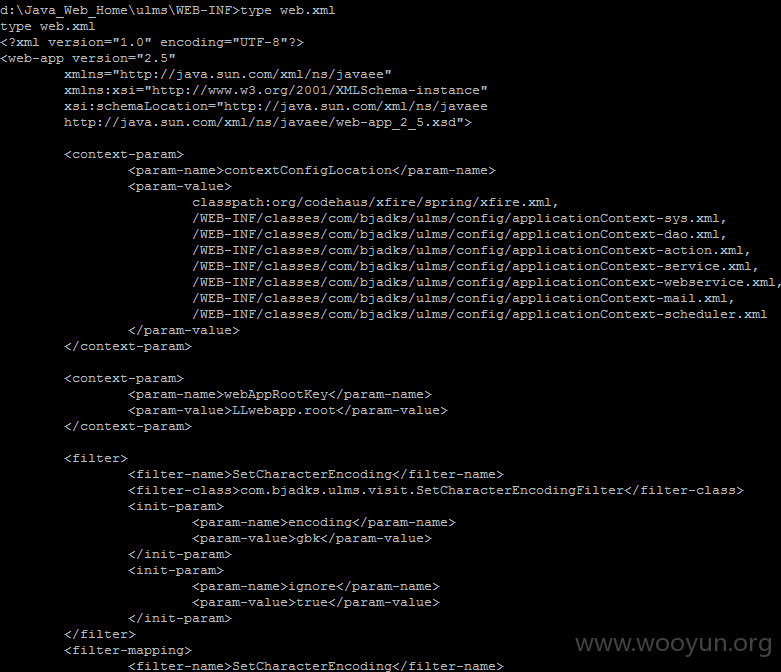 d:\Java_Web_Home\ulms\WEB-INF>type web.xml
type web.xml
<?xml version="1.0" encoding="UTF-8"?>
<web-app version="2.5"
        xmlns="http://java.sun.com/xml/ns/javaee"
        xmlns:xsi="http://www.w3.org/2001/XMLSchema-instance"
        xsi:schemaLocation="http://java.sun.com/xml/ns/javaee
        http://java.sun.com/xml/ns/javaee/web-app_2_5.xsd">

        <context-param>
                <param-name>contextConfigLocation</param-name>
                <param-value>
                        classpath:org/codehaus/xfire/spring/xfire.xml,
                        /WEB-INF/classes/com/bjadks/ulms/config/applicationContext-sys.xml,
                        /WEB-INF/classes/com/bjadks/ulms/config/applicationContext-dao.xml,
                        /WEB-INF/classes/com/bjadks/ulms/config/applicationContext-action.xml,
                        /WEB-INF/classes/com/bjadks/ulms/config/applicationContext-service.xml,
                        /WEB-INF/classes/com/bjadks/ulms/config/applicationContext-webservice.xml,
                        /WEB-INF/classes/com/bjadks/ulms/config/applicationContext-mail.xml,
                        /WEB-INF/classes/com/bjadks/ulms/config/applicationContext-scheduler.xml
                </param-value>
        </context-param>

        <context-param>
                <param-name>webAppRootKey</param-name>
                <param-value>LLwebapp.root</param-value>
        </context-param>

        <filter>
                <filter-name>SetCharacterEncoding</filter-name>
                <filter-class>com.bjadks.ulms.visit.SetCharacterEncodingFilter</filter-class>
                <init-param>
                        <param-name>encoding</param-name>
                        <param-value>gbk</param-value>
                </init-param>
                <init-param>
                        <param-name>ignore</param-name>
                        <param-value>true</param-value>
                </init-param>
        </filter>
        <filter-mapping>
                <filter-name>SetCharacterEncoding</filter-name>
www.wooyun.org